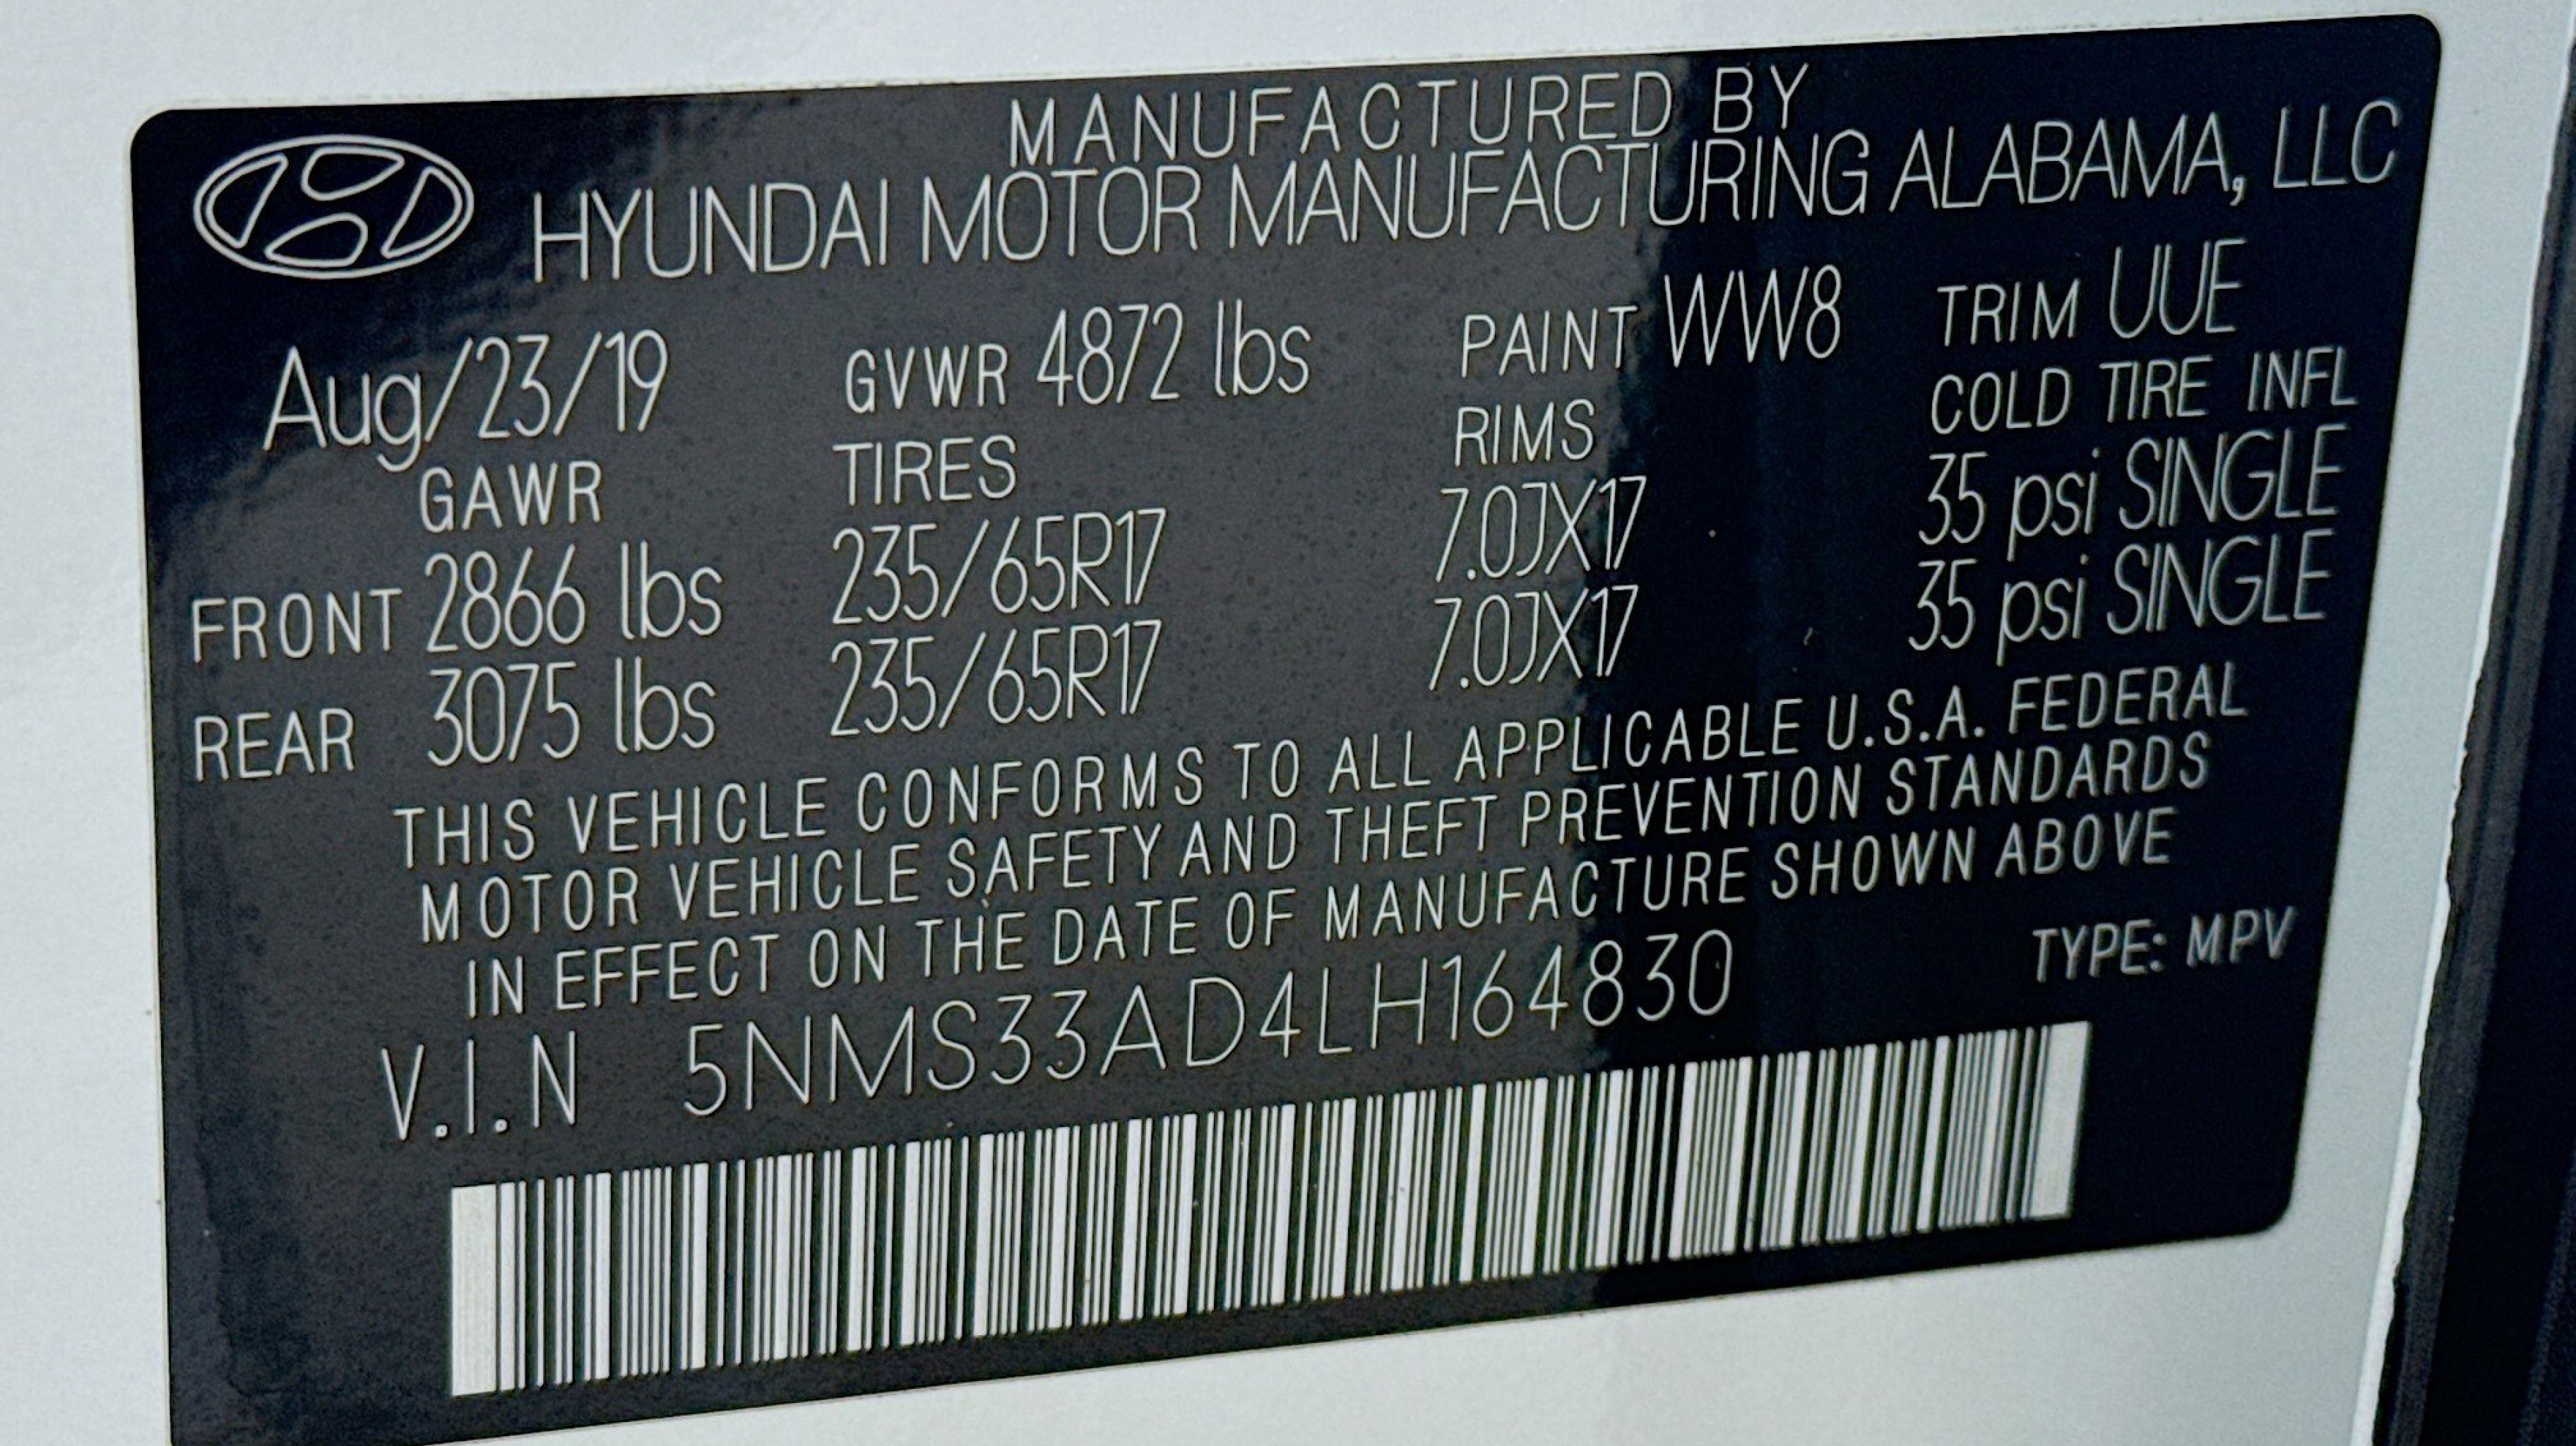 MANUFACTURED BY
HYUNDAI MOTOR MANUFACTURING ALABAMA, LLC
Aug/23/19 GVWR 4872 lbs PAINT WW8 TRIM UUE
GAWR TIRES RIMS COLD TIRE INFL
FRONT 2866 lbs 235/65R17 7.0JX17 35 psi SINGLE
REAR 3075 lbs 235/65R17 7.0JX17 35 psi SINGLE
THIS VEHICLE CONFORMS TO ALL APPLICABLE U.S.A. FEDERAL
MOTOR VEHICLE SAFETY AND THEFT PREVENTION STANDARDS
IN EFFECT ON THE DATE OF MANUFACTURE SHOWN ABOVE
V.I.N 5NMS33AD4LH164830 TYPE: MPV